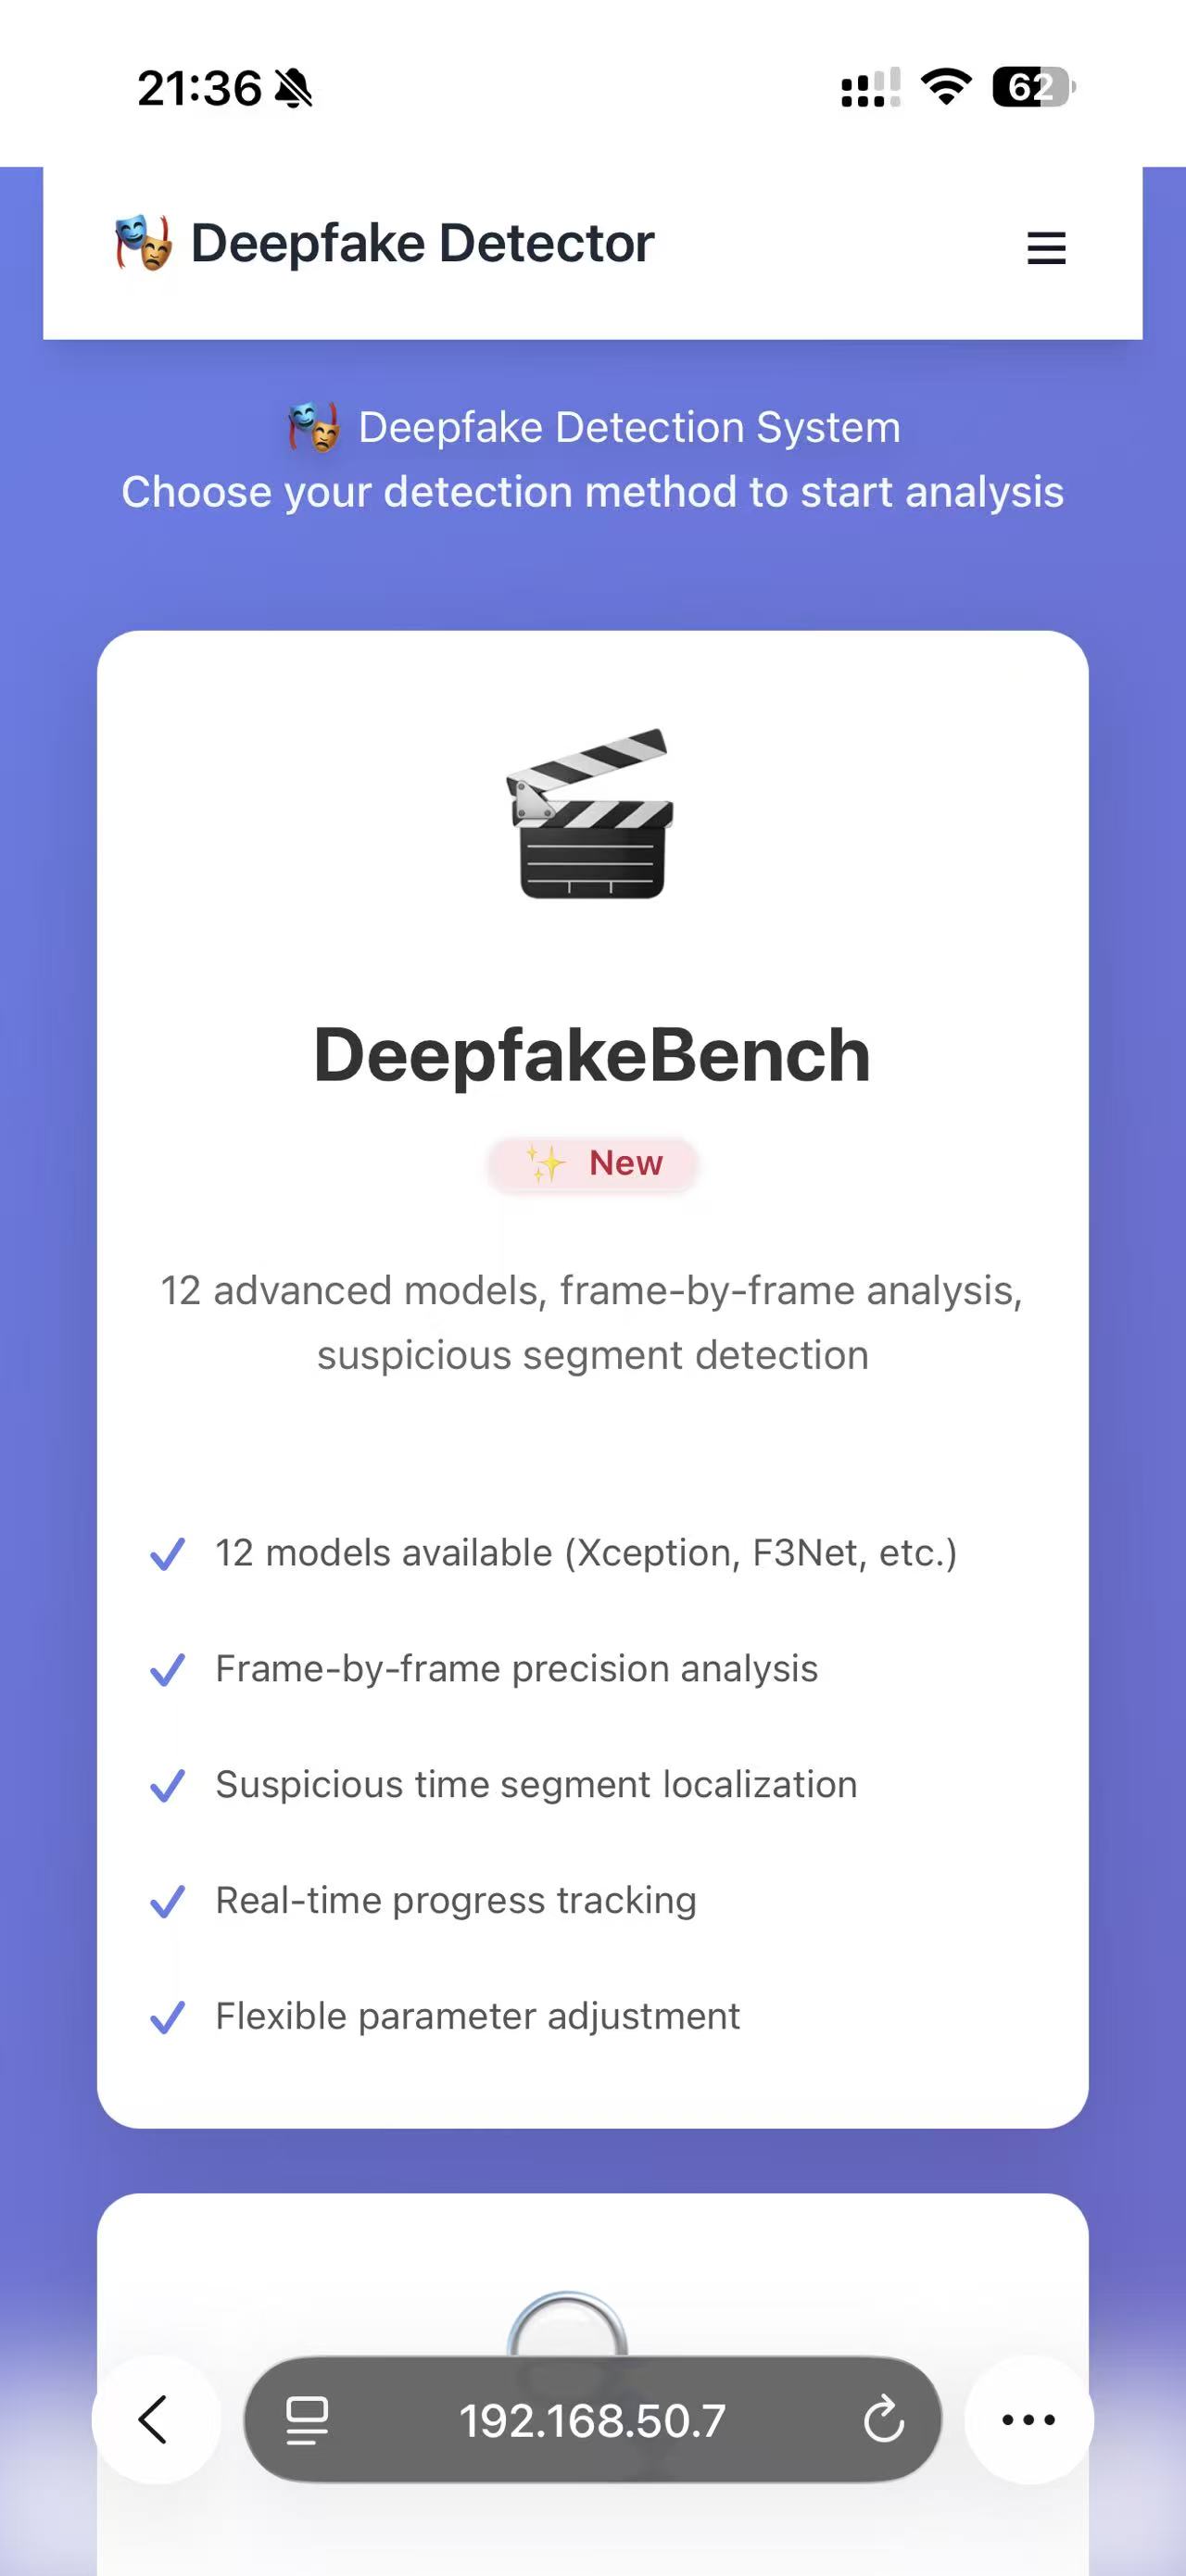 21:36
62
Deepfake Detector
Deepfake Detection System
Choose your detection method to start analysis
DeepfakeBench
New
12 advanced models, frame-by-frame analysis,
suspicious segment detection
12 models available (Xception, F3Net, etc.)
Frame-by-frame precision analysis
Suspicious time segment localization
Real-time progress tracking
Flexible parameter adjustment
192.168.50.7